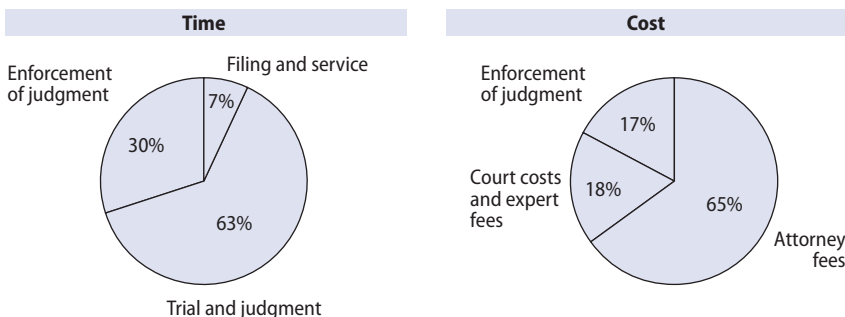 Time
Filing and service
Enforcement
of judgment
7%
30%
63%
Trial and judgment
Cost
Enforcement
of judgment
17%
Court costs
and expert
fees
18%
65%
Attorney
fees